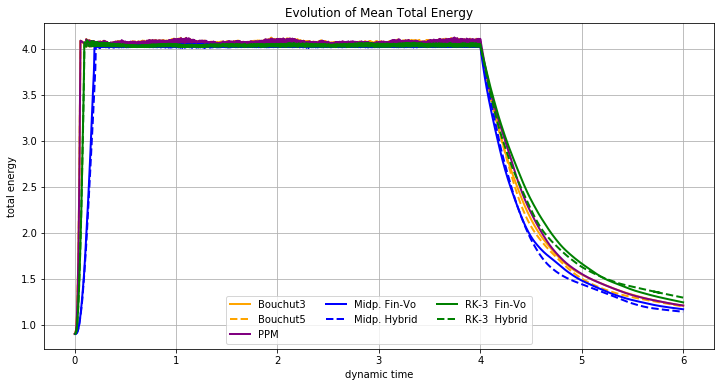 Evolution of Mean Total Energy
total energy
4.0
3.5
3.0
2.5
2.0
1.5
1.0
Bouchut3
Bouchut5
PPM
Midp. Fin-Vo
Midp. Hybrid
RK-3 Fin-Vo
RK-3 Hybrid
0 1 2 3 4 5 6
dynamic time